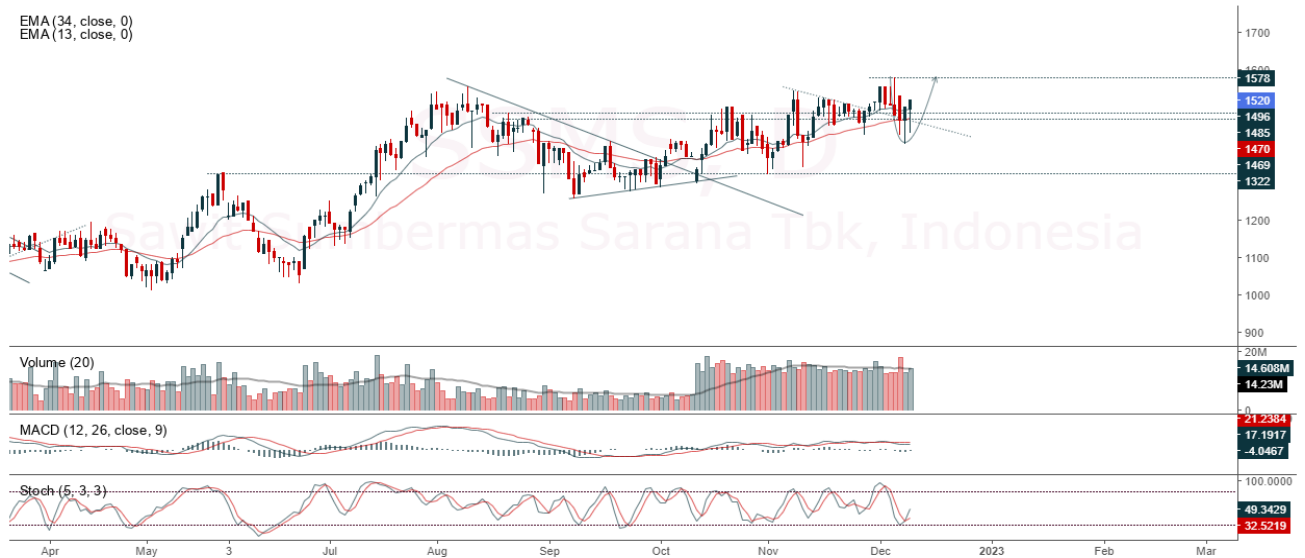 EMA (34, close, 0)
EMA (13, close, 0)
SSMS, D
Sawit Sumbermas Sarana Tbk, Indonesia
1700
1600
1578
1520
1496
1485
1470
1469
1322
1200
1100
1000
900
Volume (20)
20M
14.608M
14.23M
0
MACD (12, 26, close, 9)
21.2384
17.1917
-4.0467
Stoch (5, 3, 3)
100.0000
49.3429
32.5219
Apr May 3 Jul Aug Sep Oct Nov Dec 2023 Feb Mar